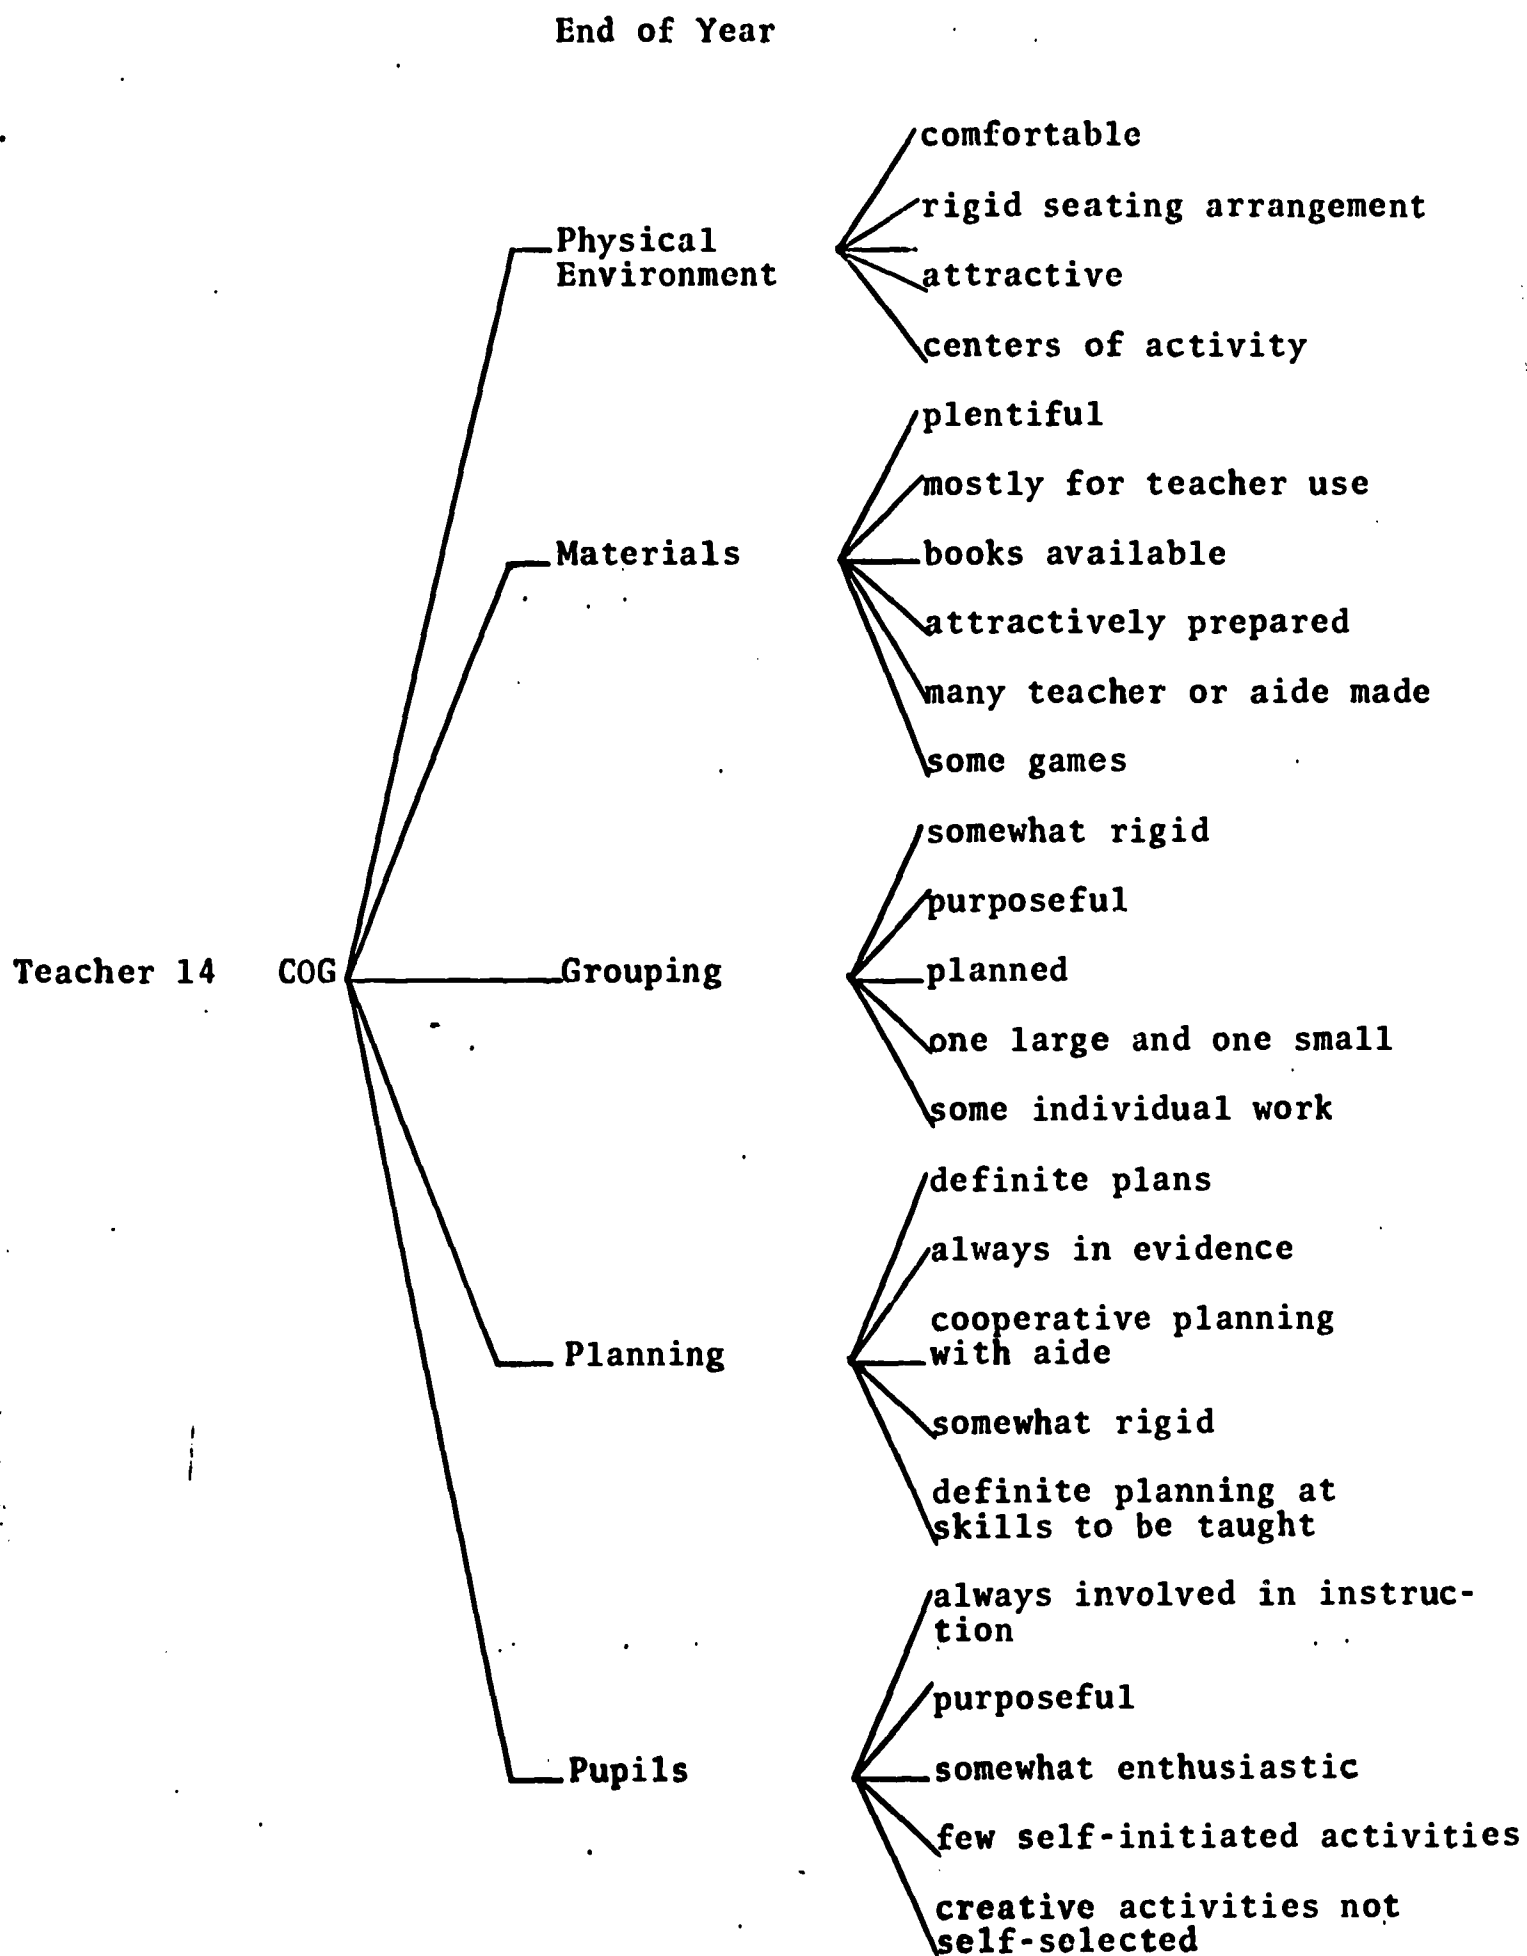 End of Year
Teacher 14 COG
Physical
Environment
comfortable
rigid seating arrangement
attractive
centers of activity
Materials
plentiful
mostly for teacher use
books available
attractively prepared
many teacher or aide made
some games
Grouping
somewhat rigid
purposeful
planned
one large and one small
some individual work
Planning
definite plans
always in evidence
cooperative planning
with aide
somewhat rigid
definite planning at
skills to be taught
Pupils
always involved in instruc-
tion
purposeful
somewhat enthusiastic
few self-initiated activities
creative activities not
self-selected